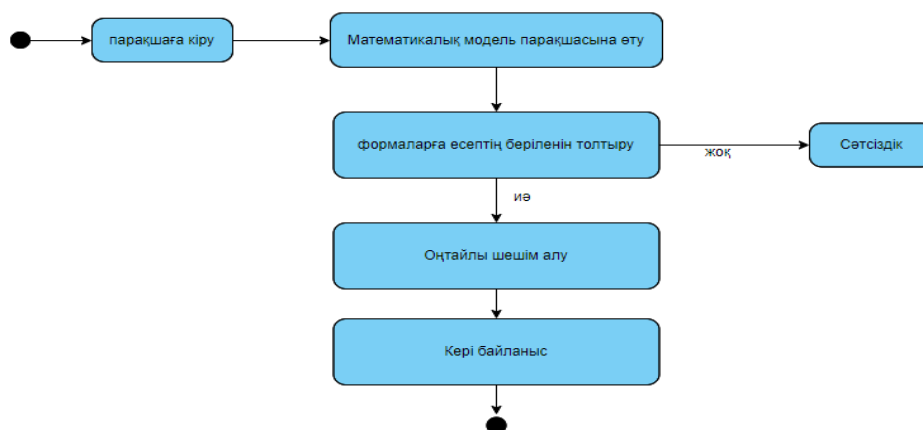 парақшаға кіру
Математикалық модель парақшасына өту
формаларға есептің беріленін толтыру
жоқ
Сәтсіздік
иә
Оңтайлы шешім алу
Кері байланыс